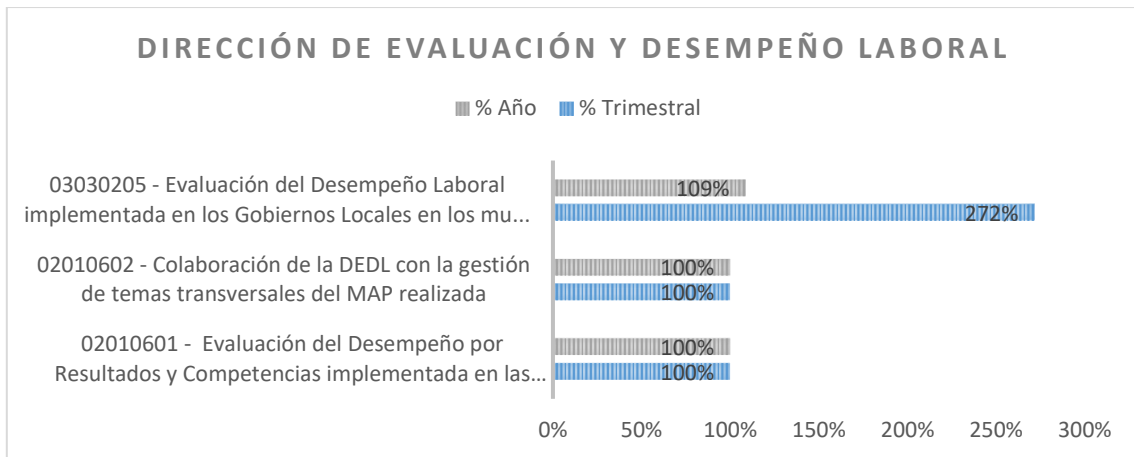 DIRECCIÓN DE EVALUACIÓN Y DESEMPEÑO LABORAL
% Año % Trimestral
03030205 - Evaluación del Desempeño Laboral
implementada en los Gobiernos Locales en los mu...
109%
272%
02010602 - Colaboración de la DEDL con la gestión
de temas transversales del MAP realizada
100%
100%
02010601 - Evaluación del Desempeño por
Resultados y Competencias implementada en las...
100%
100%
0% 50% 100% 150% 200% 250% 300%